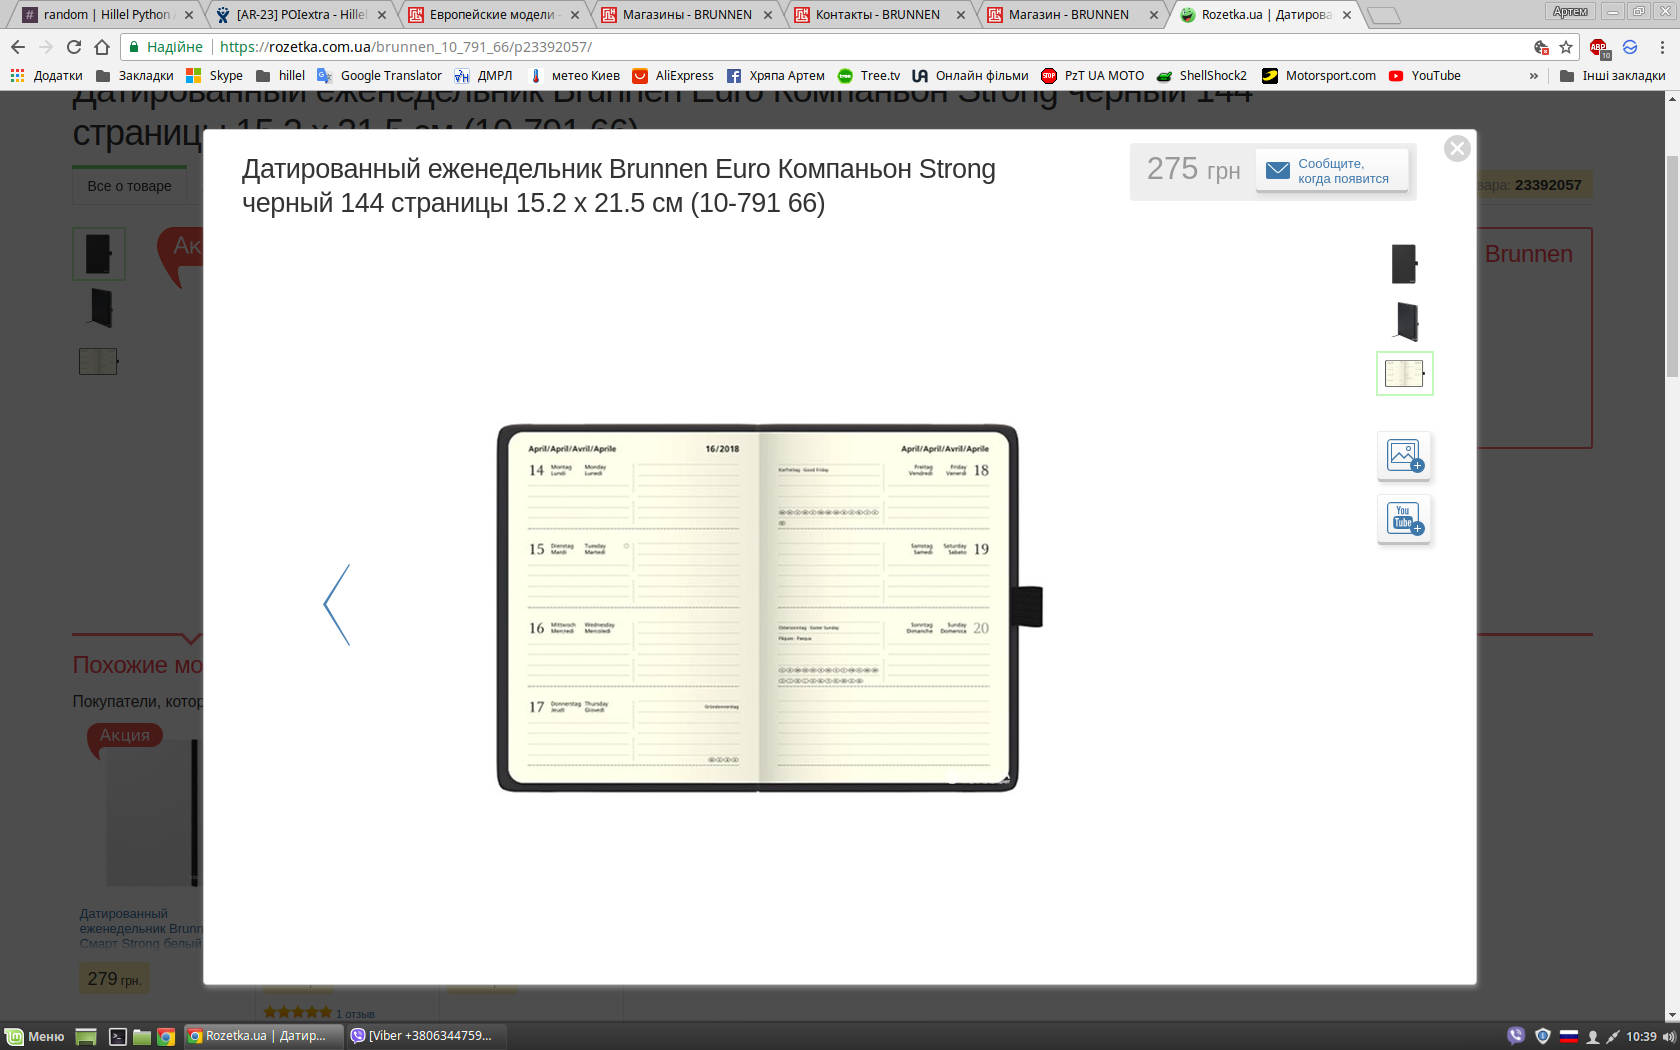 random | Hillel Python
[AR-23] POIextra - Hillel
Европейские модели -
Магазины - BRUNNEN
Контакты - BRUNNEN
Магазин - BRUNNEN
Rozetka.ua | Датирова
Артем
Надійне
https://rozetka.com.ua/brunnen_10_791_66/p23392057/
ABP
10
Додатки
Закладки
Skype
hillel
Google Translator
ДМРЛ
метео Киев
AliExpress
Хряпа Артем
Tree.tv
Онлайн фільми
PzT UA MOTO
ShellShock2
Motorsport.com
YouTube
»
Інші закладки
Датированный еженедельник Brunnen Euro Компаньон Strong черный 144
страницы 15.2 x 21.5 см (10-791 66)
Все о товаре
вара: 23392057
Ак
Brunnen
Датированный еженедельник Brunnen Euro Компаньон Strong
черный 144 страницы 15.2 x 21.5 см (10-791 66)
275 грн
Сообщите,
когда появится
You
Tube
April/April/Avril/Aprile 16/2018
14 Montag Monday
Lundi Lunedì
15 Dienstag Tuesday
Mardi Martedì
16 Mittwoch Wednesday
Mercredi Mercoledì
17 Donnerstag Thursday Gründonnerstag
Jeudi Giovedì
April/April/Avril/Aprile
Karfreitag · Good Friday Freitag Friday 18
Vendredi Venerdì
Samstag Saturday 19
Samedi Sabato
Ostersonntag · Easter Sunday Sonntag Sunday 20
Dimanche Domenica
Pâques · Pasqua
Похожие мо
Покупатели, котор
Акция
Датированный
еженедельник Brunn
Смарт Strong белый
279 грн.
1 отзыв
Меню
Rozetka.ua | Датир...
[Viber +3806344759...
10:39